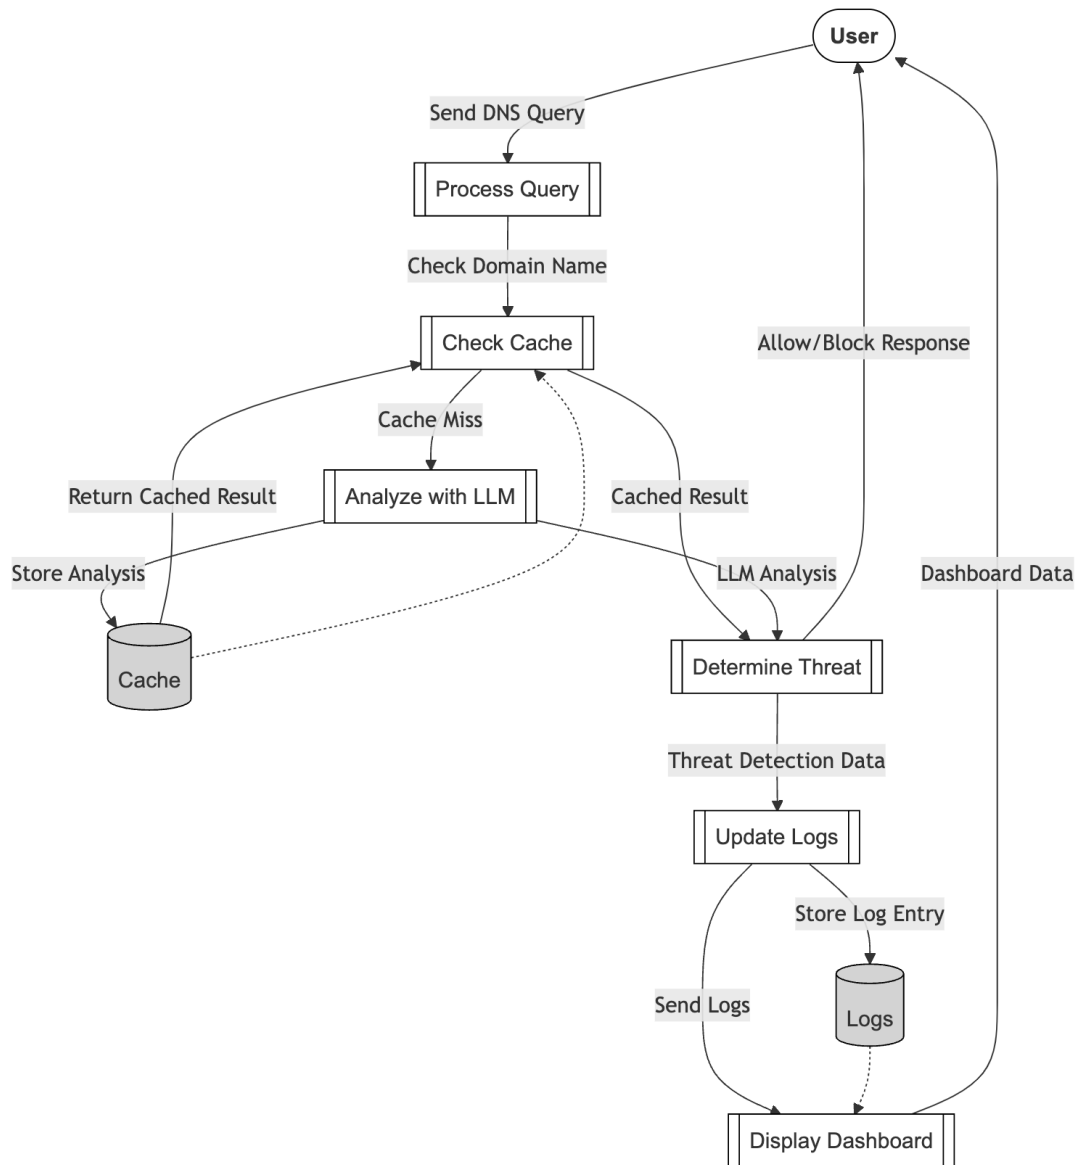 User
Send DNS Query
Process Query
Check Domain Name
Check Cache
Allow/Block Response
Cache Miss
Return Cached Result
Analyze with LLM
Cached Result
Store Analysis
LLM Analysis
Dashboard Data
Cache
Determine Threat
Threat Detection Data
Update Logs
Store Log Entry
Send Logs
Logs
Display Dashboard